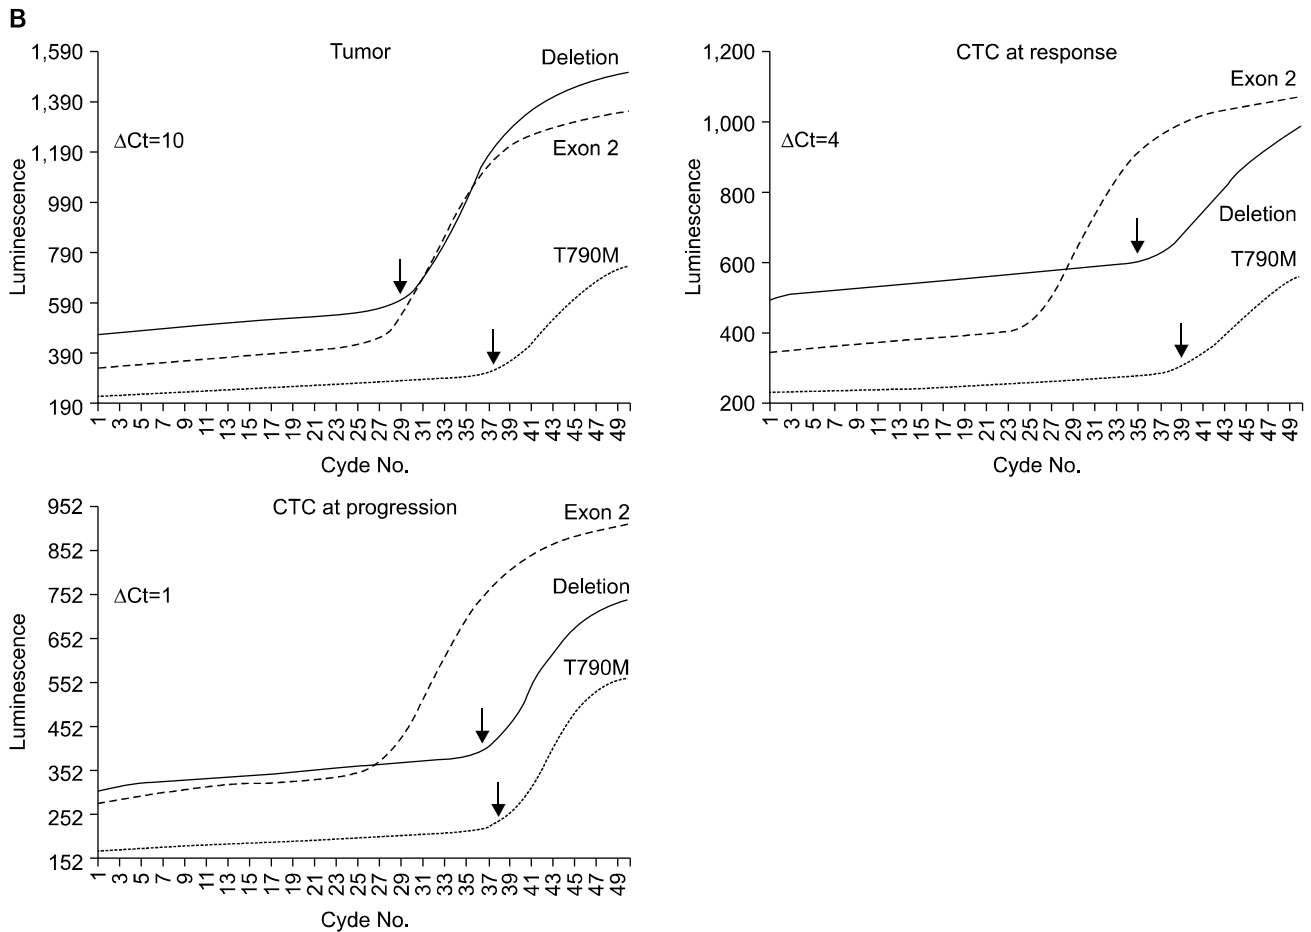 B
Tumor
1,590
1,390
1,190
990
790
590
390
190
Luminescence
ΔCt=10
Deletion
Exon 2
T790M
1 3 5 7 9 11 13 15 17 19 21 23 25 27 29 31 33 35 37 39 41 43 45 47 49
Cyde No.
CTC at response
1,200
1,000
800
600
400
200
Luminescence
ΔCt=4
Exon 2
Deletion
T790M
1 3 5 7 9 11 13 15 17 19 21 23 25 27 29 31 33 35 37 39 41 43 45 47 49
Cyde No.
CTC at progression
952
852
752
652
552
452
352
252
152
Luminescence
ΔCt=1
Exon 2
Deletion
T790M
1 3 5 7 9 11 13 15 17 19 21 23 25 27 29 31 33 35 37 39 41 43 45 47 49
Cyde No.